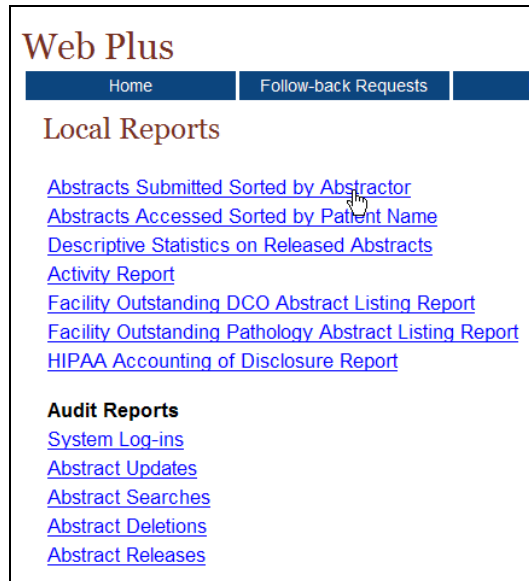 Web Plus
Home Follow-back Requests
Local Reports
Abstracts Submitted Sorted by Abstractor
Abstracts Accessed Sorted by Patient Name
Descriptive Statistics on Released Abstracts
Activity Report
Facility Outstanding DCO Abstract Listing Report
Facility Outstanding Pathology Abstract Listing Report
HIPAA Accounting of Disclosure Report
Audit Reports
System Log-ins
Abstract Updates
Abstract Searches
Abstract Deletions
Abstract Releases